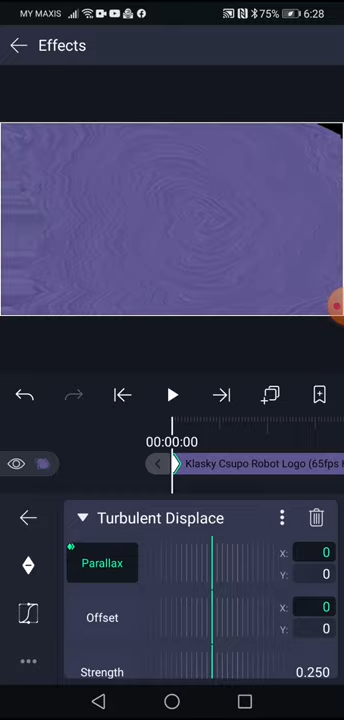 MY MAXIS 75% 6:28
Effects
00:00:00
Klasky Csupo Robot Logo (65fps
Turbulent Displace
Parallax X: 0
Y: 0
Offset X: 0
Y: 0
Strength 0.250